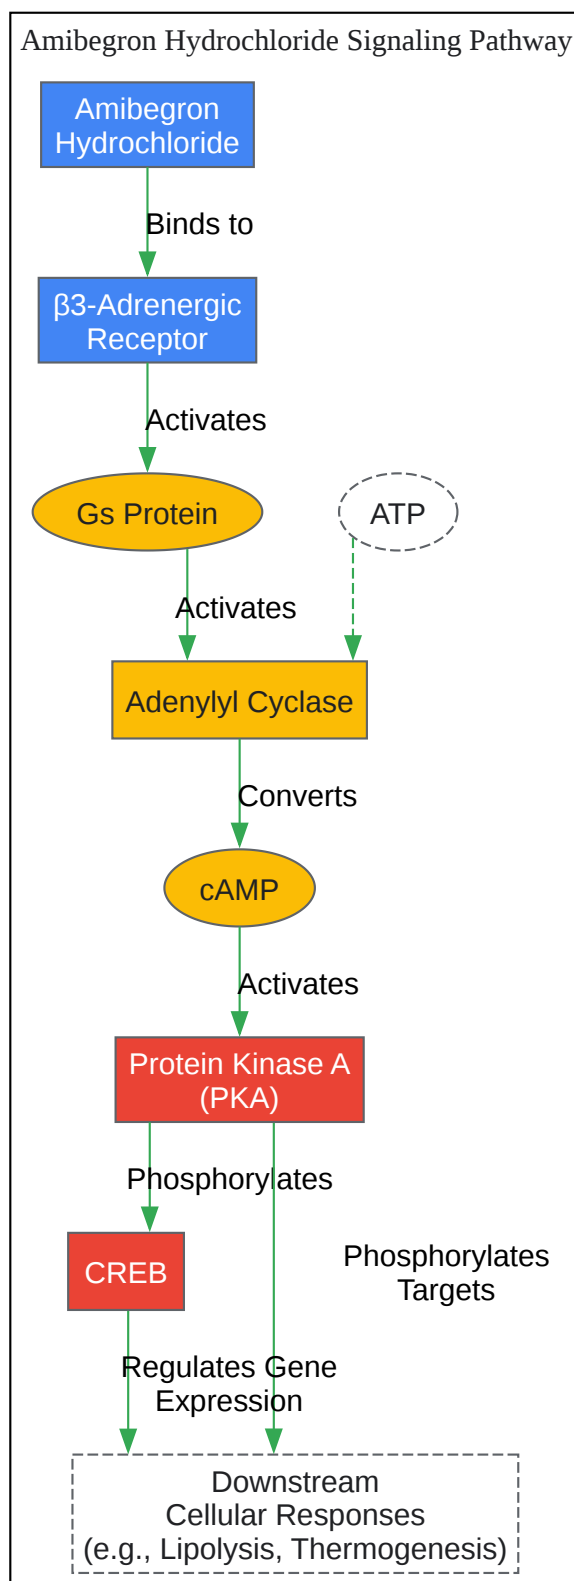 Amibegron Hydrochloride Signaling Pathway
Amibegron
Hydrochloride
Binds to
β3-Adrenergic
Receptor
Activates
Gs Protein
ATP
Activates
Adenylyl Cyclase
Converts
cAMP
Activates
Protein Kinase A
(PKA)
Phosphorylates
CREB
Phosphorylates
Targets
Regulates Gene
Expression
Downstream
Cellular Responses
(e.g., Lipolysis, Thermogenesis)